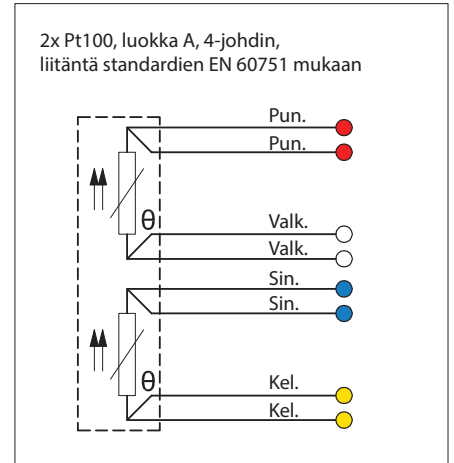 2x Pt100, luokka A, 4-johdin,
liitäntä standardien EN 60751 mukaan
Pun.
Pun.
θ
Valk.
Valk.
Sin.
Sin.
θ
Kel.
Kel.